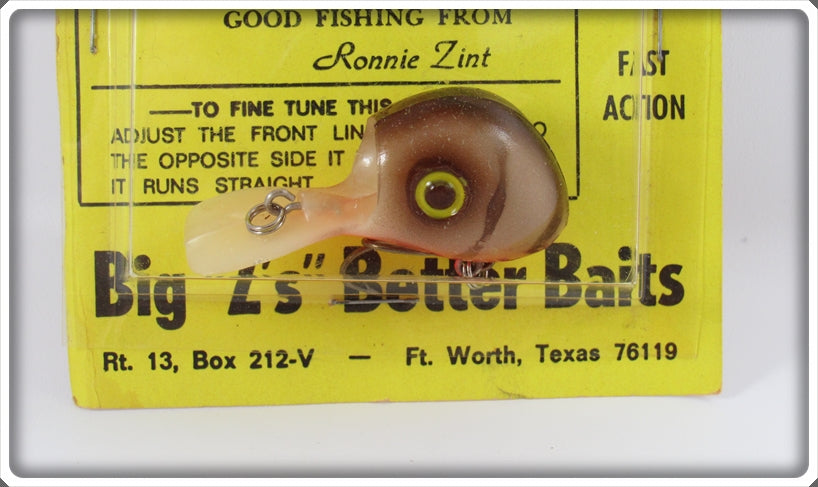 GOOD FISHING FROM
Ronnie Zint
FAST
ACTION
—TO FINE TUNE THIS
ADJUST THE FRONT LIN O
THE OPPOSITE SIDE IT
IT RUNS STRAIGHT
Big "Z's" Better Baits
Rt. 13, Box 212-V — Ft. Worth, Texas 76119